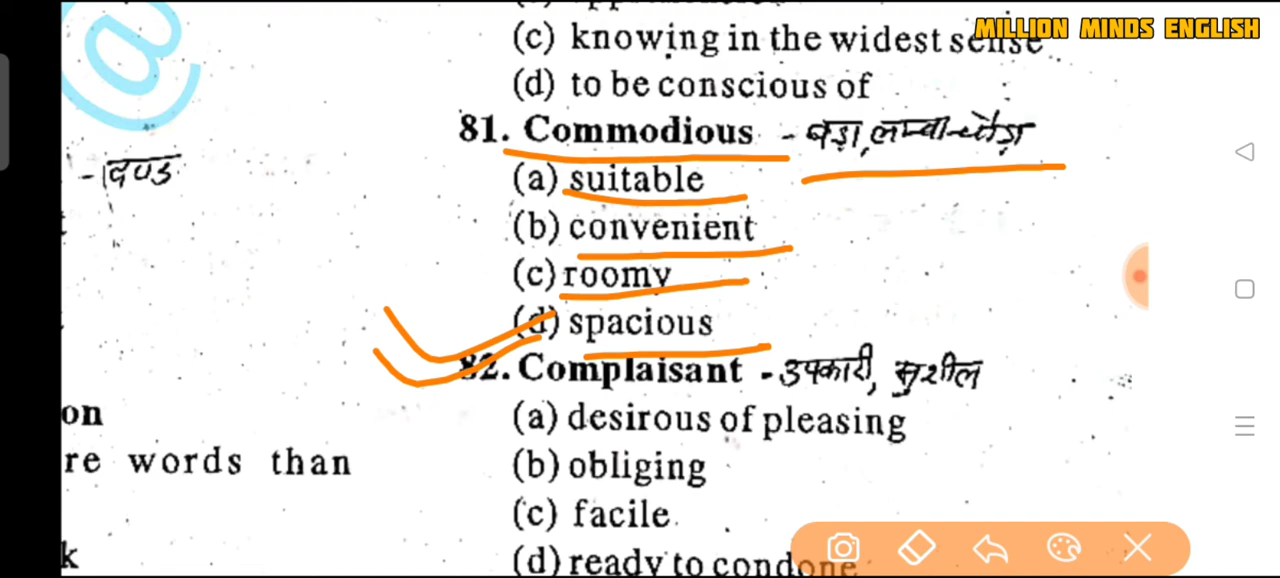 MILLION MINDS ENGLISH
(c) knowing in the widest sense
(d) to be conscious of
81. Commodious - बड़ा, लम्बा-चौड़ा
- दण्ड
(a) suitable
(b) convenient
(c) roomy
(d) spacious
82. Complaisant - उपकारी, सुशील
(a) desirous of pleasing
on
(b) obliging
re words than
(c) facile
k
(d) ready to condone